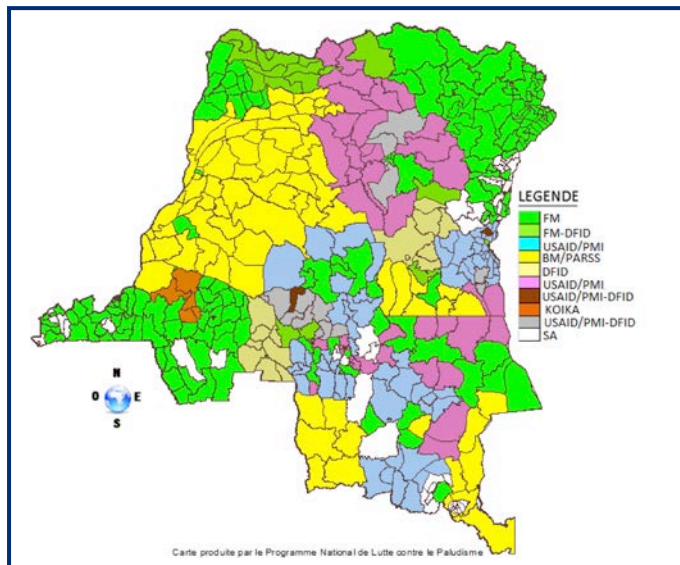 LEGENDE
FM
FM-DFID
USAID/PMI
BM/PARSS
DFID
USAID/PMI
USAID/PMI-DFID
KOIKA
USAID/PMI-DFID
SA
N
O E
S
Carte produite par le Programme National de Lutte contre le Paludisme